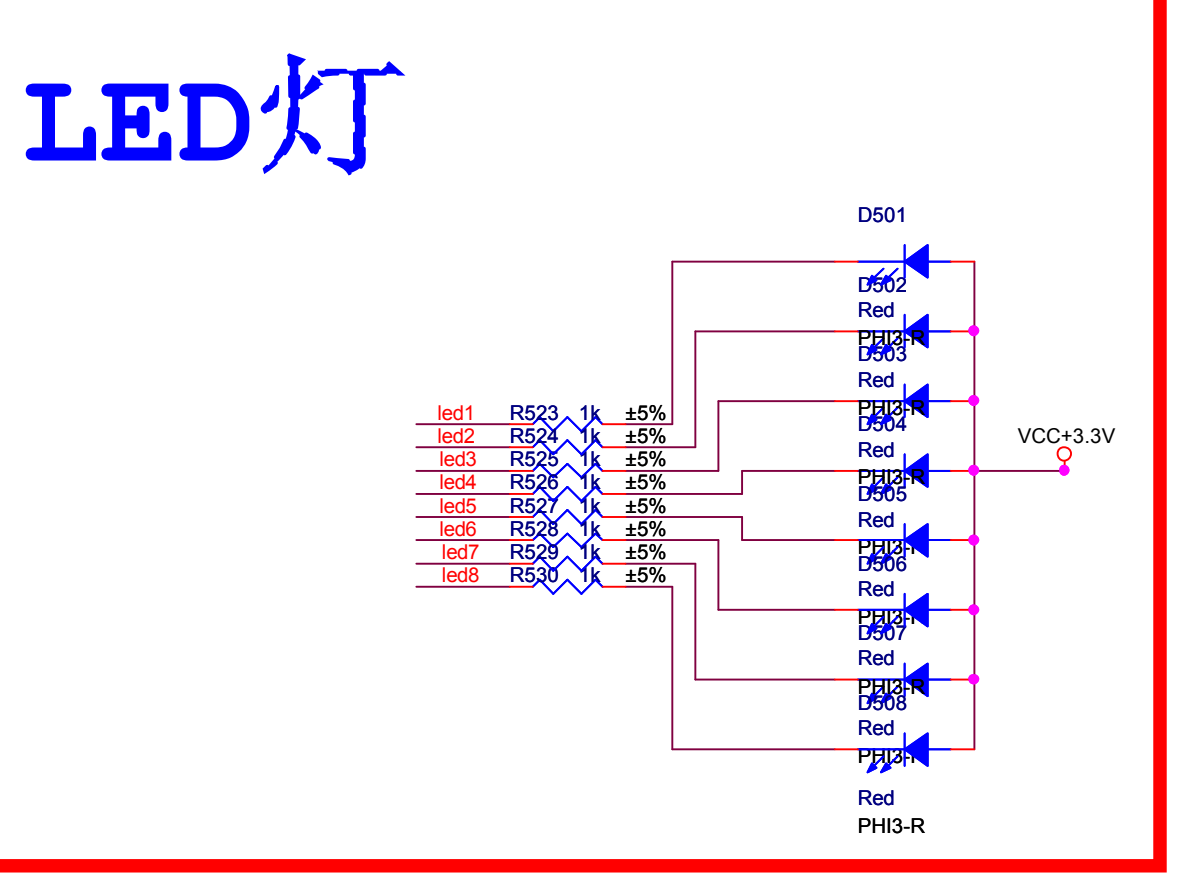 LED灯
D501
D502
Red
PHI3-R
D503
Red
PHI3-R
D504
Red
PHI3-R
D505
Red
PHI3-R
D506
Red
PHI3-R
D507
Red
PHI3-R
D508
Red
PHI3-R
Red
PHI3-R
led1 R523 1k ±5%
led2 R524 1k ±5%
led3 R525 1k ±5%
led4 R526 1k ±5%
led5 R527 1k ±5%
led6 R528 1k ±5%
led7 R529 1k ±5%
led8 R530 1k ±5%
VCC+3.3V